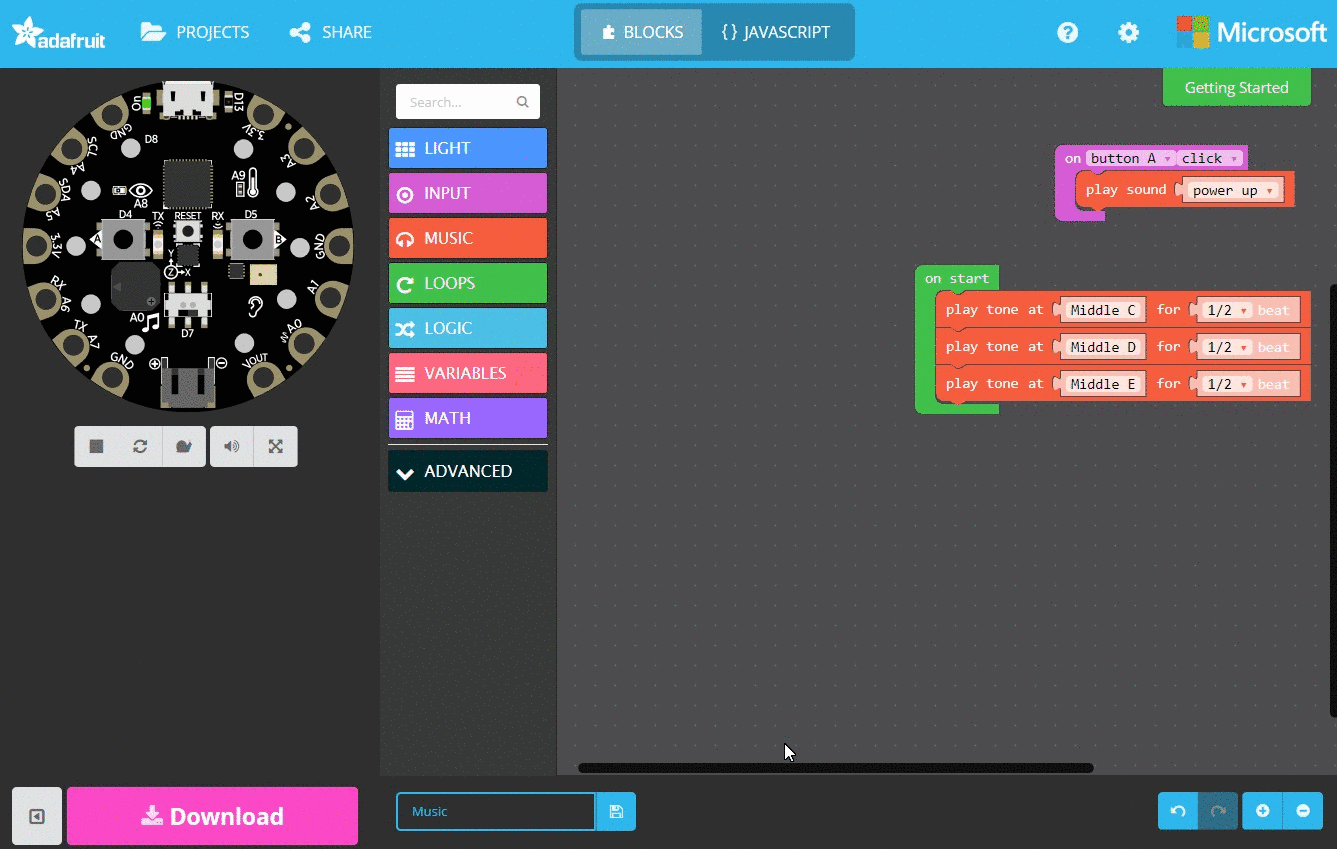 adafruit PROJECTS SHARE BLOCKS {} JAVASCRIPT ? Microsoft
Getting Started
On D13
GND 3.3V
SCL A4 D8 A3
SDA A5 A8 A9 A2
D4 TX RESET RX D5
A B
3.3V Y GND
Z X
RX A6 A1
A0 D7 A0
TX A7
GND VOUT
Search...
LIGHT
INPUT
MUSIC
LOOPS
LOGIC
VARIABLES
MATH
ADVANCED
on button A click
play sound power up
on start
play tone at Middle C for 1/2 beat
play tone at Middle D for 1/2 beat
play tone at Middle E for 1/2 beat
Download
Music